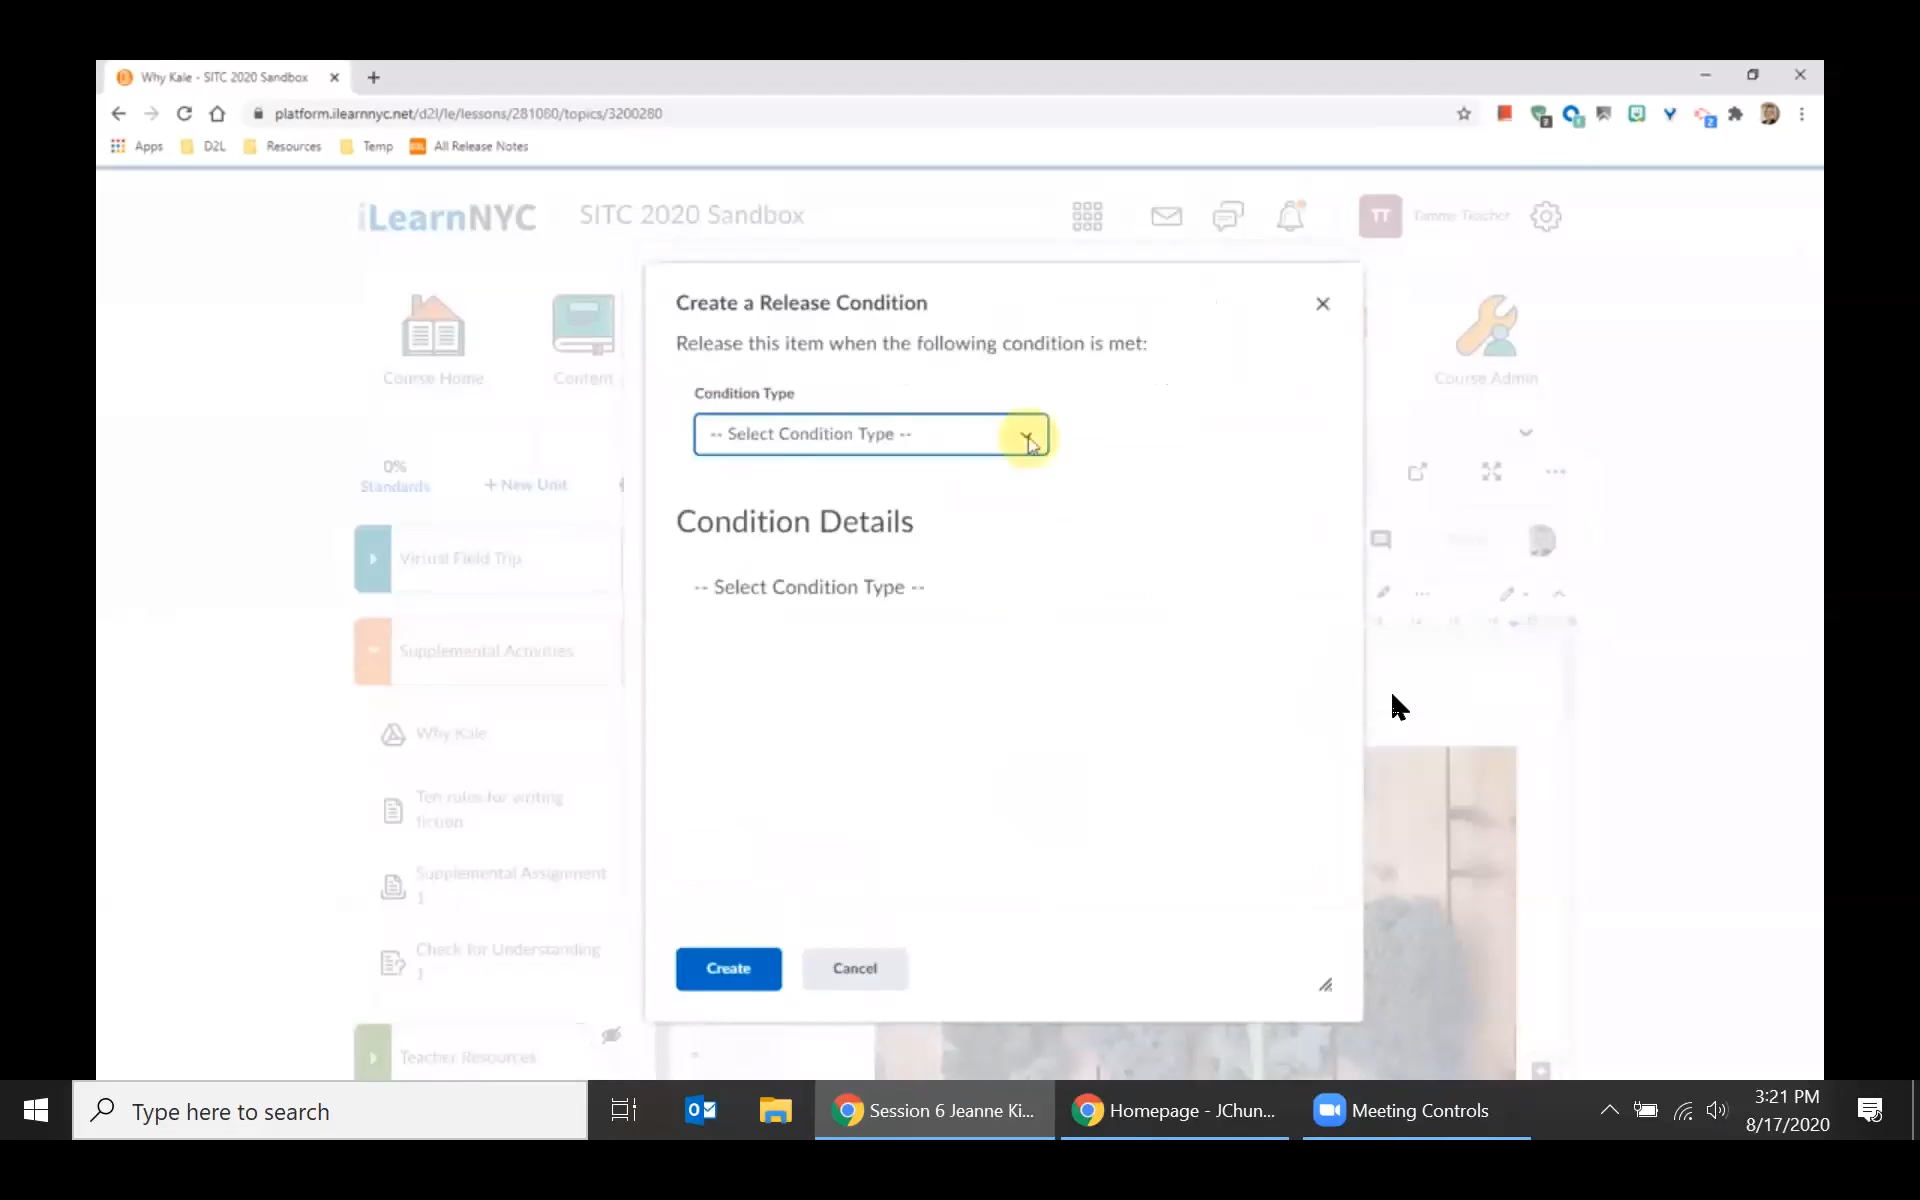 Why Kale - SITC 2020 Sandbox
platform.ilearnnyc.net/d2l/le/lessons/281080/topics/3200280
Apps D2L Resources Temp All Release Notes
iLearnNYC SITC 2020 Sandbox TT Timmy Teacher
Create a Release Condition
Release this item when the following condition is met:
Course Home Content Course Admin
Condition Type
-- Select Condition Type --
0%
Standards + New Unit
Condition Details
Virtual Field Trip
-- Select Condition Type --
Supplemental Activities
Why Kale
Ten rules for writing
fiction
Supplemental Assignment
1
Check for Understanding
1
Create Cancel
Teacher Resources
Type here to search
Session 6 Jeanne Ki...
Homepage - JChun...
Meeting Controls
3:21 PM
8/17/2020